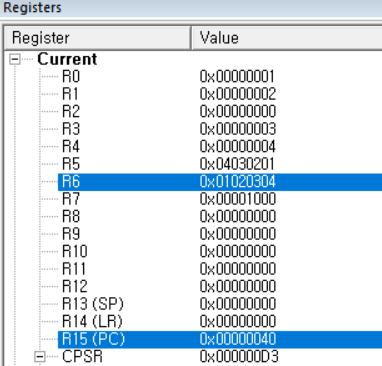 Registers
Register Value
Current
R0 0x00000001
R1 0x00000002
R2 0x00000000
R3 0x00000003
R4 0x00000004
R5 0x04030201
R6 0x01020304
R7 0x00001000
R8 0x00000000
R9 0x00000000
R10 0x00000000
R11 0x00000000
R12 0x00000000
R13 (SP) 0x00000000
R14 (LR) 0x00000000
R15 (PC) 0x00000040
CPSR 0x000000D3